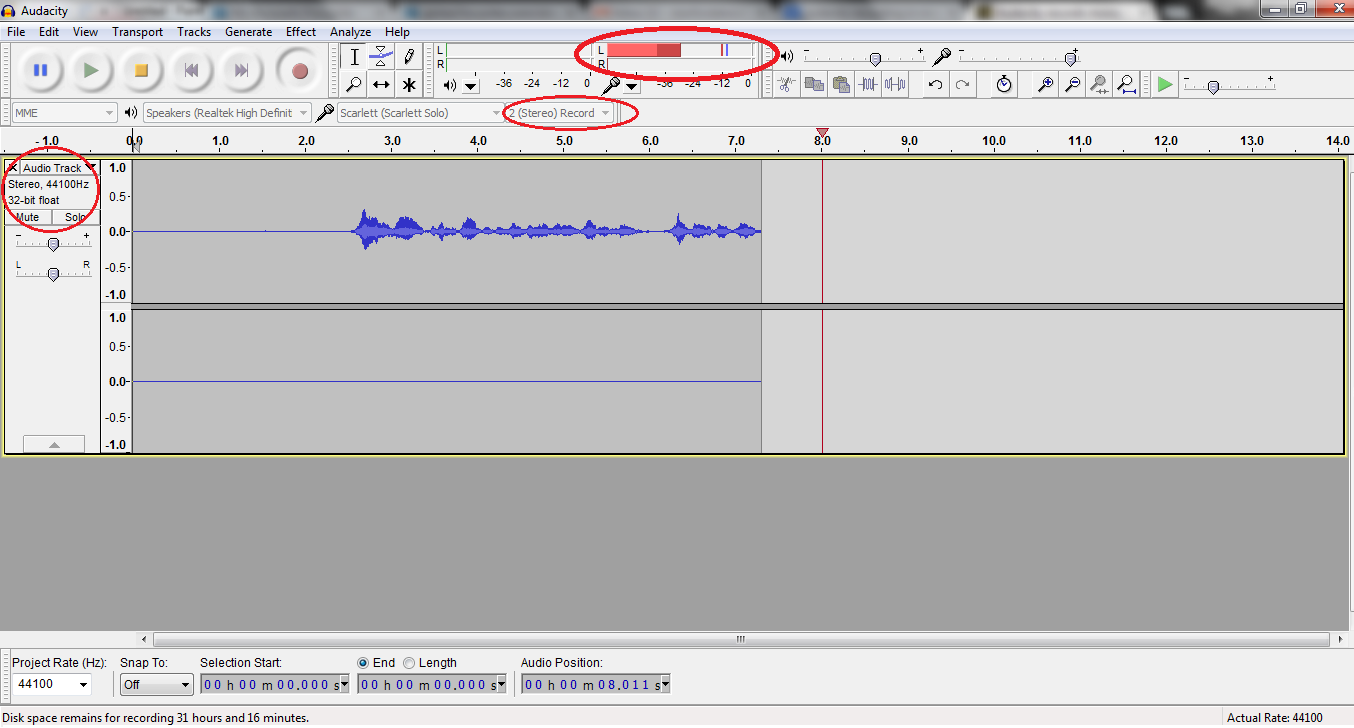 Audacity
File Edit View Transport Tracks Generate Effect Analyze Help
L L
R R
-36 -24 -12 0 -36 -24 -12 0
MME Speakers (Realtek High Definit Scarlett (Scarlett Solo) 2 (Stereo) Record
- 1.0 0.0 1.0 2.0 3.0 4.0 5.0 6.0 7.0 8.0 9.0 10.0 11.0 12.0 13.0 14.0
X Audio Track 1.0
Stereo, 44100Hz
32-bit float 0.5-
Mute Solo
- + 0.0-
L R -0.5-
-1.0
1.0
0.5-
0.0-
-0.5-
-1.0
Project Rate (Hz): Snap To: Selection Start: End Length Audio Position:
44100 Off 00 h 00 m 00.000 s 00 h 00 m 00.000 s 00 h 00 m 08.011 s
Disk space remains for recording 31 hours and 16 minutes. Actual Rate: 44100